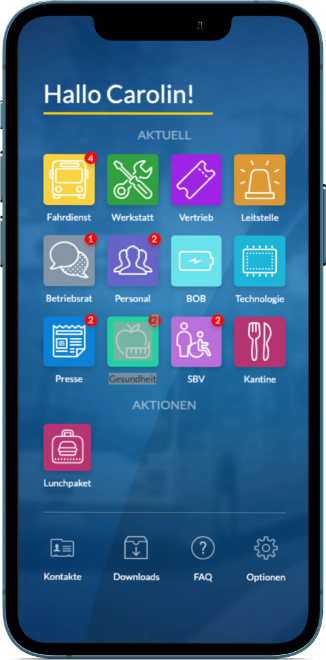 Hallo Carolin!
AKTUELL
4
Fahrdienst Werkstatt Vertrieb Leitstelle
1 2
Betriebsrat Personal BOB Technologie
2 2 2
Presse Gesundheit SBV Kantine
AKTIONEN
Lunchpaket
Kontakte Downloads FAQ Optionen